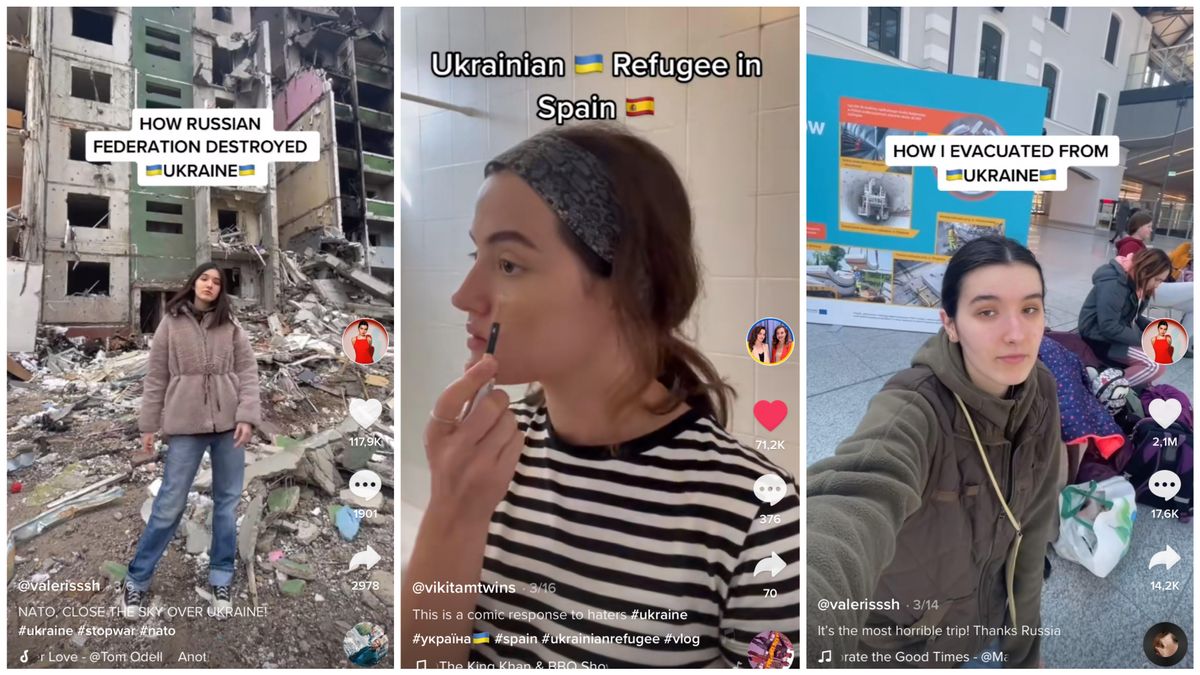 HOW RUSSIAN
FEDERATION DESTROYED
🇺🇦UKRAINE🇺🇦
117,9K
1901
2978
@valerisssh · 3/6
NATO, CLOSE THE SKY OVER UKRAINE!
#ukraine #stopwar #nato
r Love - @Tom Odell Anot
Ukrainian 🇺🇦 Refugee in
Spain 🇪🇸
71,2K
376
70
@vikitamtwins · 3/16
This is a comic response to haters #ukraine
#україна🇺🇦 #spain #ukrainianrefugee #vlog
The King Khan & BBQ Sho
HOW I EVACUATED FROM
🇺🇦UKRAINE🇺🇦
2,1M
17,6K
14,2K
@valerisssh · 3/14
It's the most horrible trip! Thanks Russia
rate the Good Times - @Ma